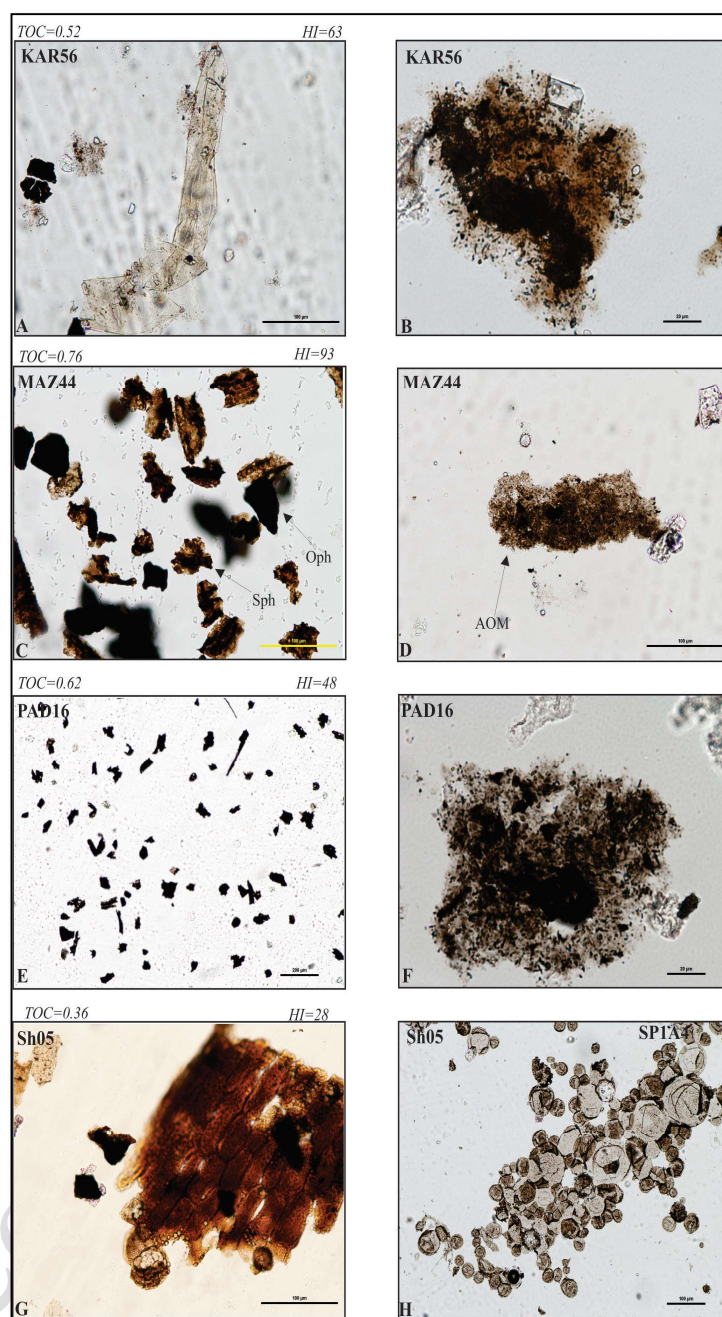 TOC=0.52 HI=63
KAR56 KAR56
100 µm 20 µm
A B
TOC=0.76 HI=93
MAZ44 MAZ44
Oph
Sph
AOM
100 µm 100 µm
C D
TOC=0.62 HI=48
PAD16 PAD16
200 µm 20 µm
E F
TOC=0.36 HI=28
Sh05 Sh05 SP1A4
100 µm 100 µm
G H